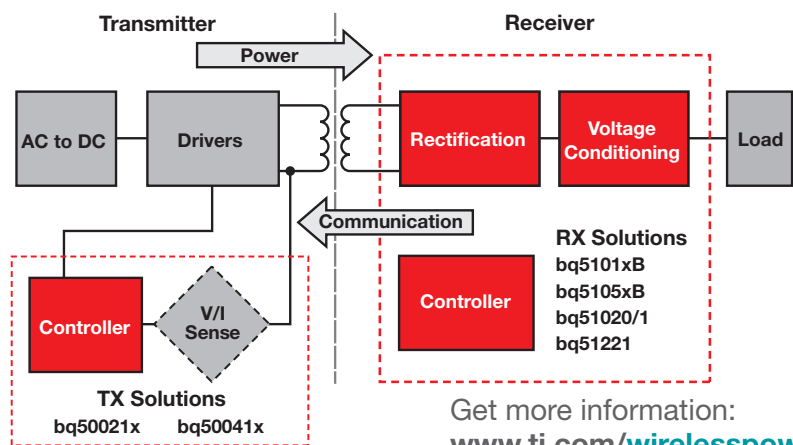 Transmitter
Receiver
Power
AC to DC
Drivers
Rectification
Voltage
Conditioning
Load
Communication
Controller
V/I
Sense
TX Solutions
bq50021x bq50041x
Controller
RX Solutions
bq5101xB
bq5105xB
bq51020/1
bq51221
Get more information: